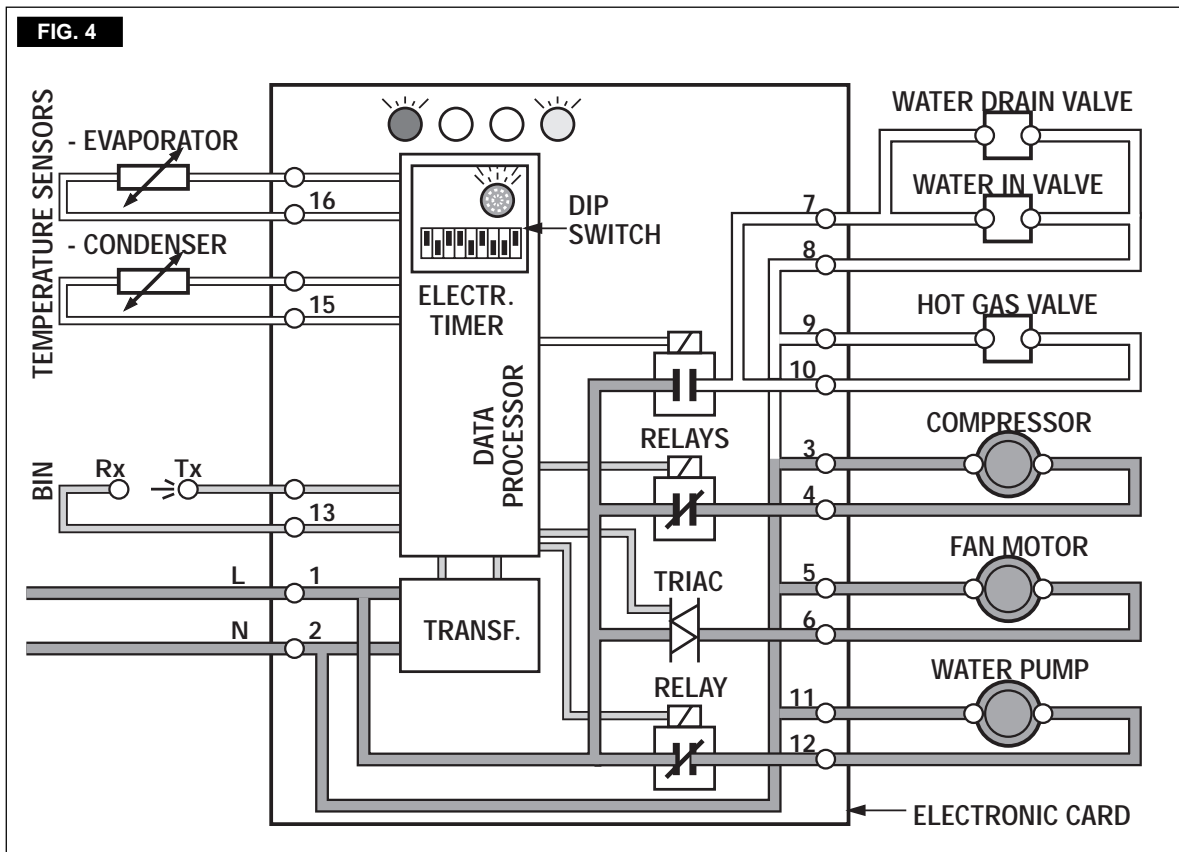 FIG. 4
TEMPERATURE SENSORS
- EVAPORATOR
16
- CONDENSER
15
BIN
Rx
Tx
13
L
1
N
2
DIP
SWITCH
ELECTR.
TIMER
DATA
PROCESSOR
TRANSF.
RELAYS
TRIAC
RELAY
WATER DRAIN VALVE
WATER IN VALVE
7
8
HOT GAS VALVE
9
10
COMPRESSOR
3
4
FAN MOTOR
5
6
WATER PUMP
11
12
ELECTRONIC CARD